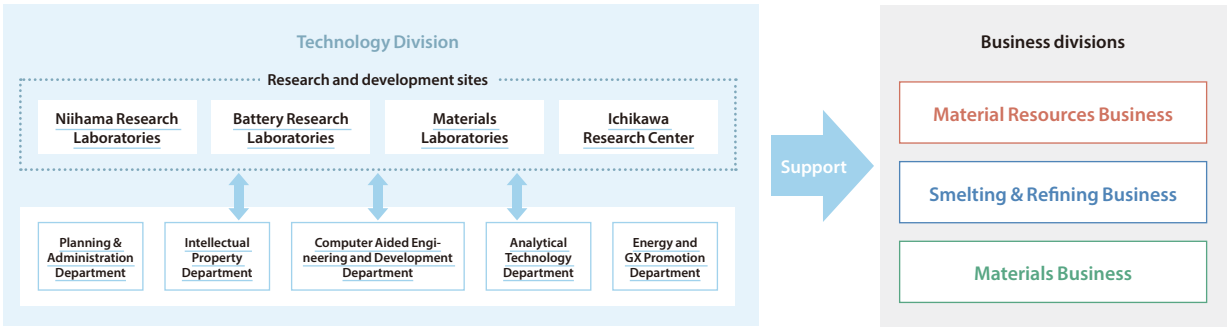 Technology Division
Research and development sites
Niihama Research
Laboratories
Battery Research
Laboratories
Materials
Laboratories
Ichikawa
Research Center
Planning &
Administration
Department
Intellectual
Property
Department
Computer Aided Engi-
neering and Development
Department
Analytical
Technology
Department
Energy and
GX Promotion
Department
Support
Business divisions
Material Resources Business
Smelting & Refining Business
Materials Business